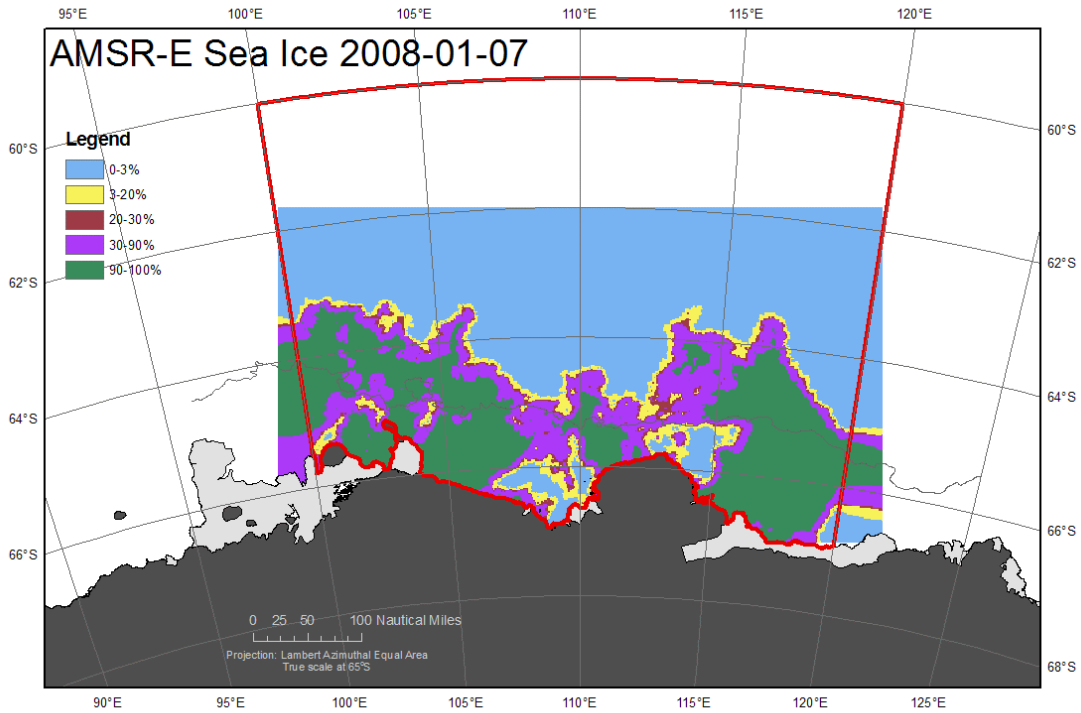 95°E 100°E 105°E 110°E 115°E 120°E
AMSR-E Sea Ice 2008-01-07
Legend
0-3%
3-20%
20-30%
30-90%
90-100%
60°S
62°S
64°S
66°S
60°S
62°S
64°S
66°S
68°S
0 25 50 100 Nautical Miles
Projection: Lambert Azimuthal Equal Area
True scale at 65°S
90°E 95°E 100°E 105°E 110°E 115°E 120°E 125°E